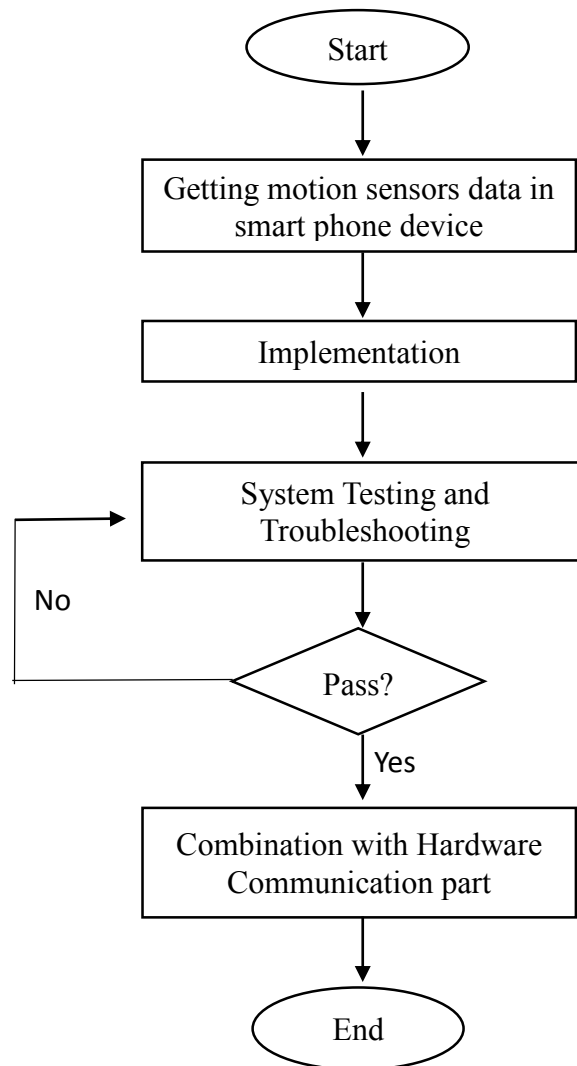 Start
Getting motion sensors data in
smart phone device
Implementation
System Testing and
Troubleshooting
No
Pass?
Yes
Combination with Hardware
Communication part
End